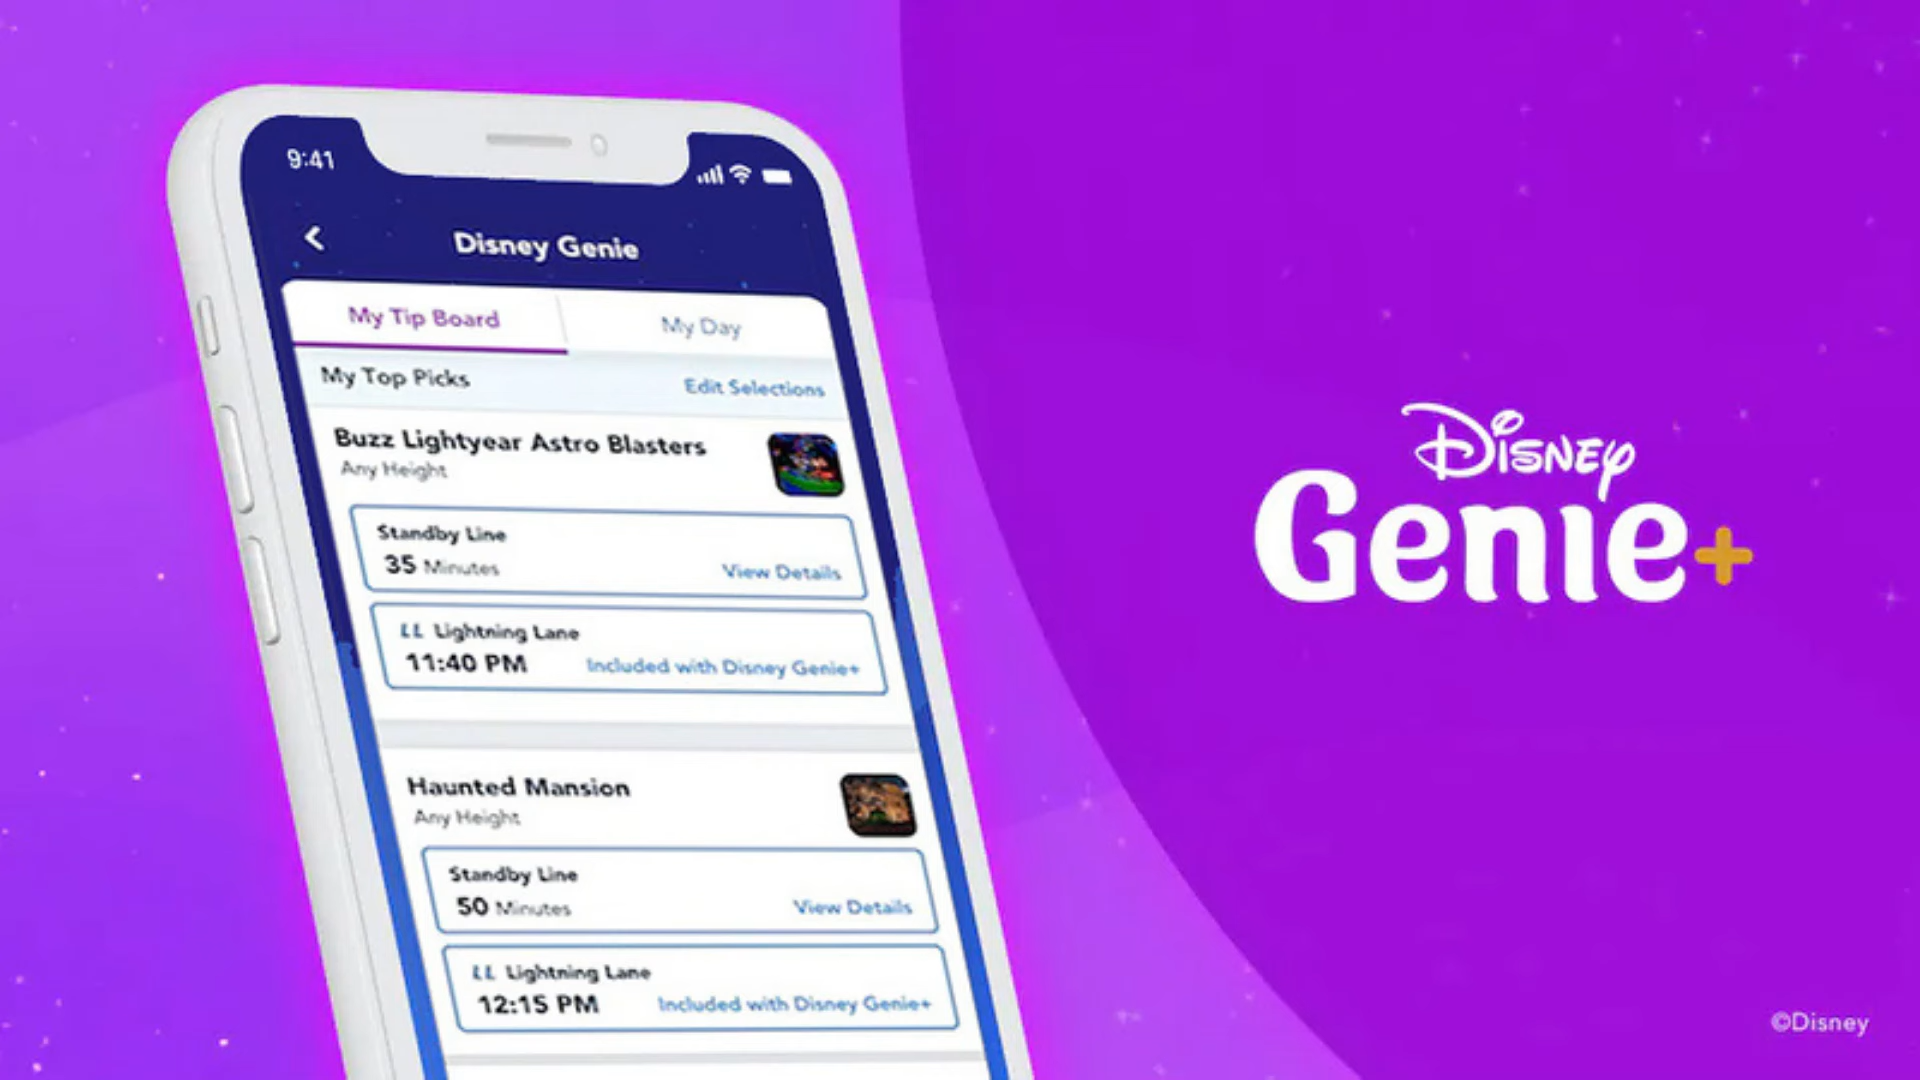 9:41
Disney Genie
My Tip Board
My Day
My Top Picks
Edit Selections
Buzz Lightyear Astro Blasters
Any Height
Standby Line
35 Minutes
View Details
LL Lightning Lane
11:40 PM
Included with Disney Genie+
Haunted Mansion
Any Height
Standby Line
50 Minutes
View Details
LL Lightning Lane
12:15 PM
Included with Disney Genie+
Disney
Genie+
©Disney